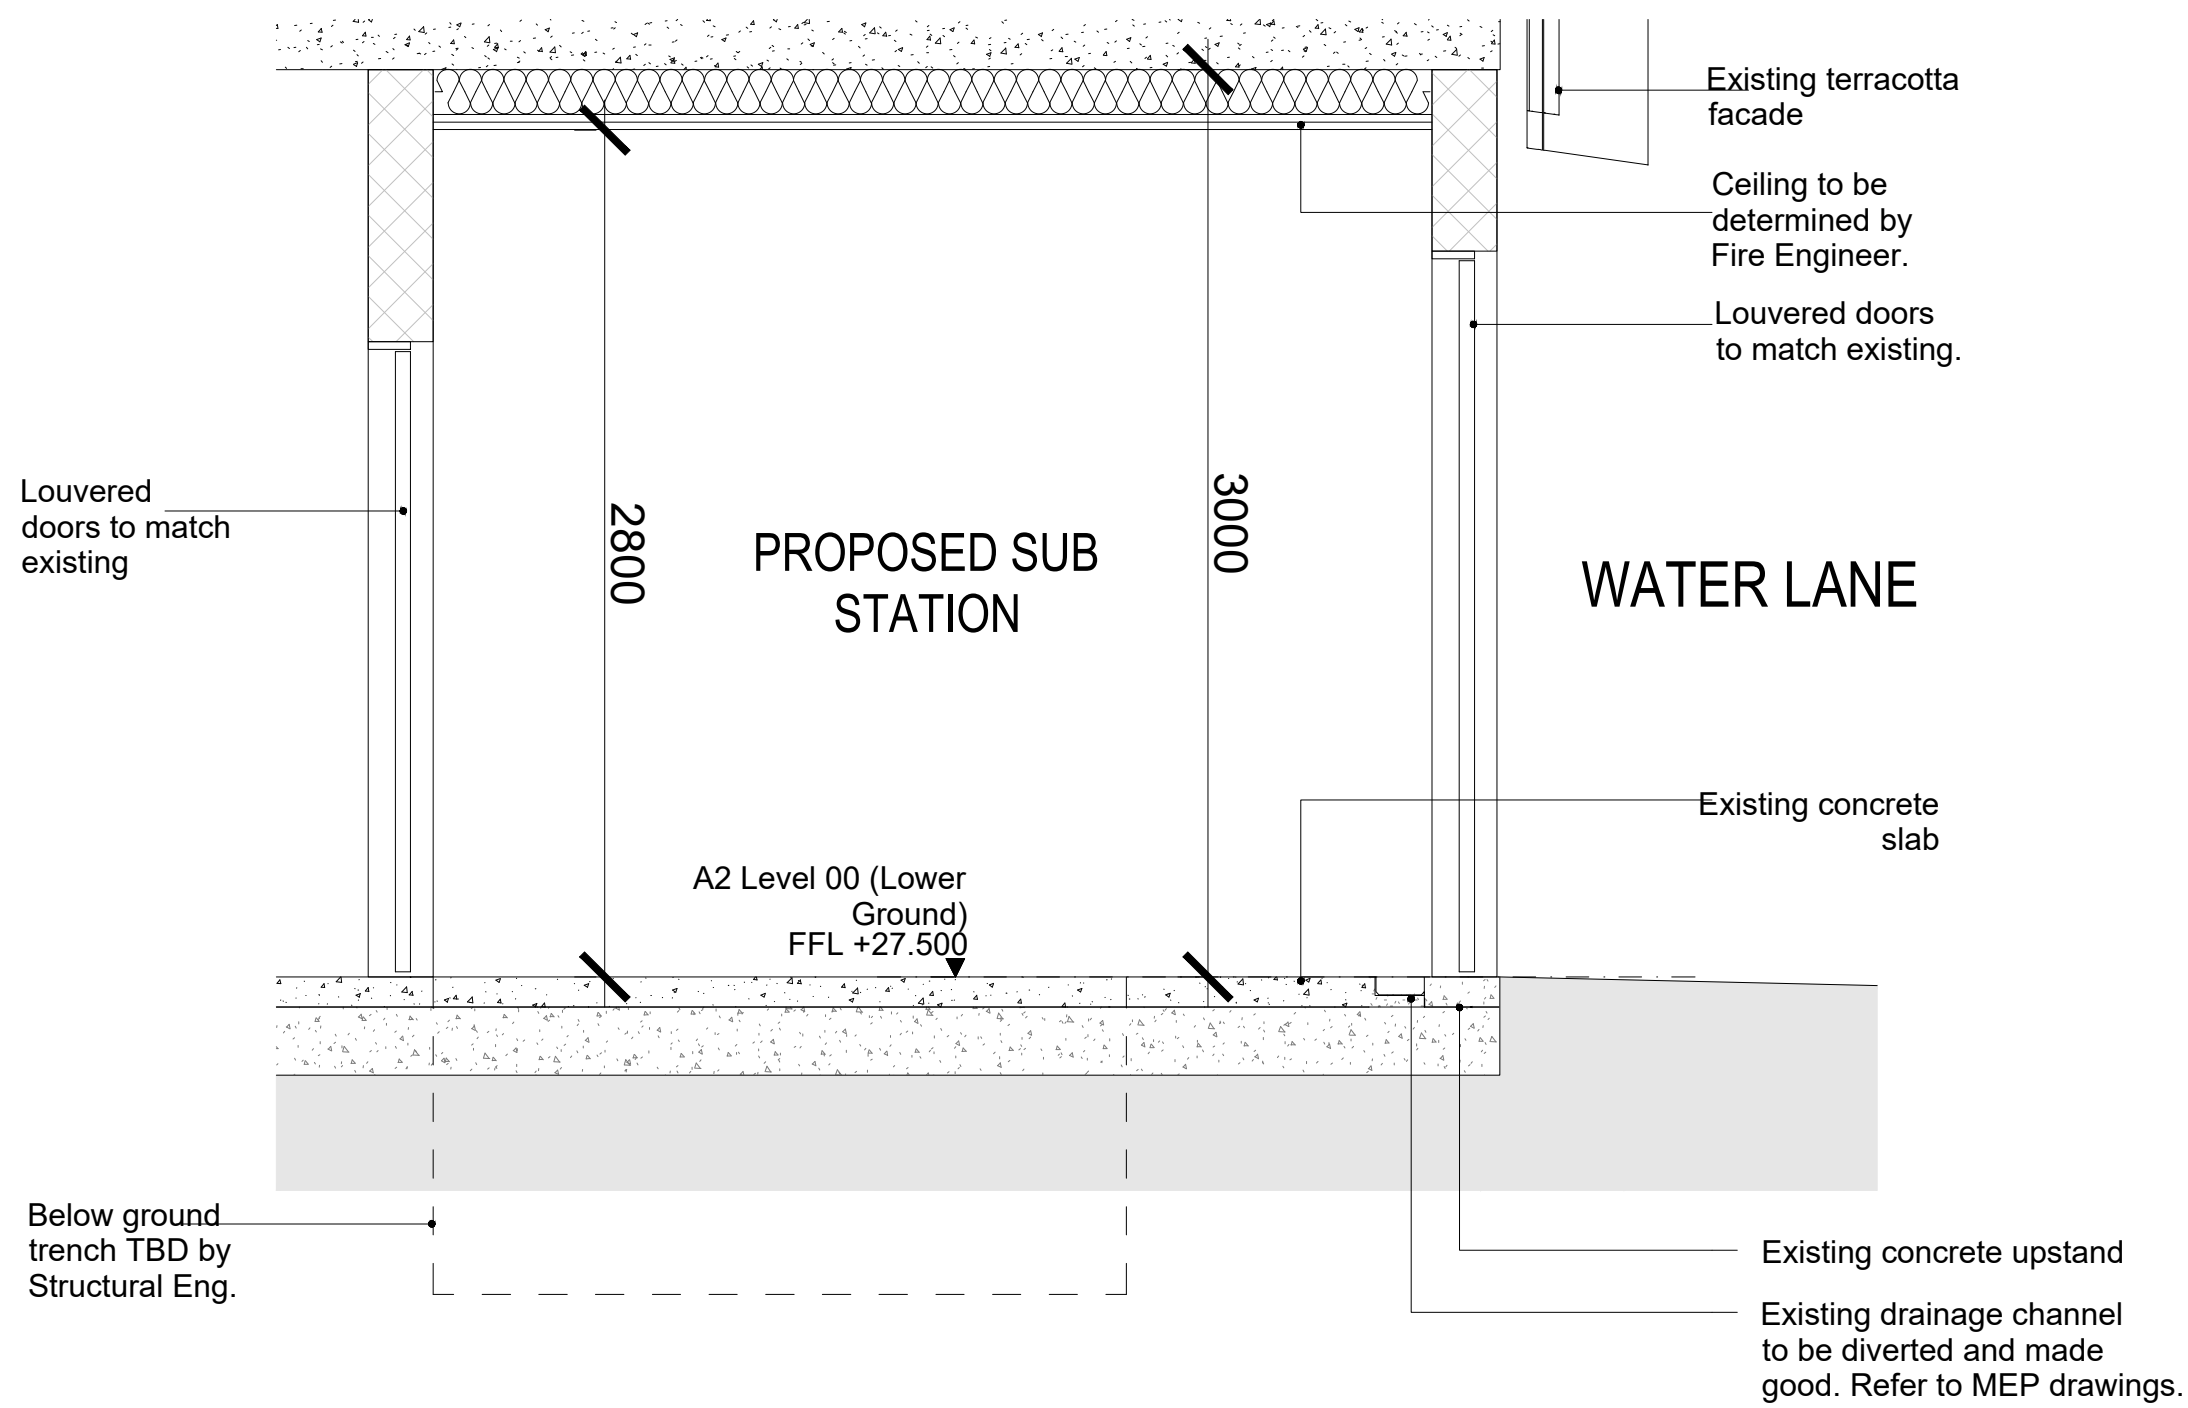 Existing terracotta
facade
Ceiling to be
determined by
Fire Engineer.
Louvered doors
to match existing.
Louvered
doors to match
existing
28000
PROPOSED SUB
STATION
30000
WATER LANE
Existing concrete
slab
A2 Level 00 (Lower
Ground)
FFL +27.500
Below ground
trench TBD by
Structural Eng.
Existing concrete upstand
Existing drainage channel
to be diverted and made
good. Refer to MEP drawings.